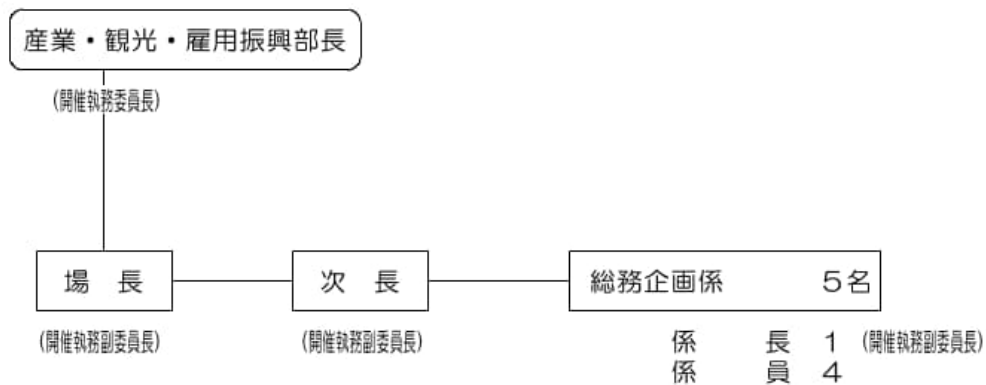 産業・観光・雇用振興部長
(開催執務委員長)
場 長
次 長
総務企画係 5名
(開催執務副委員長)
(開催執務副委員長)
係 長 1 (開催執務副委員長)
係 員 4